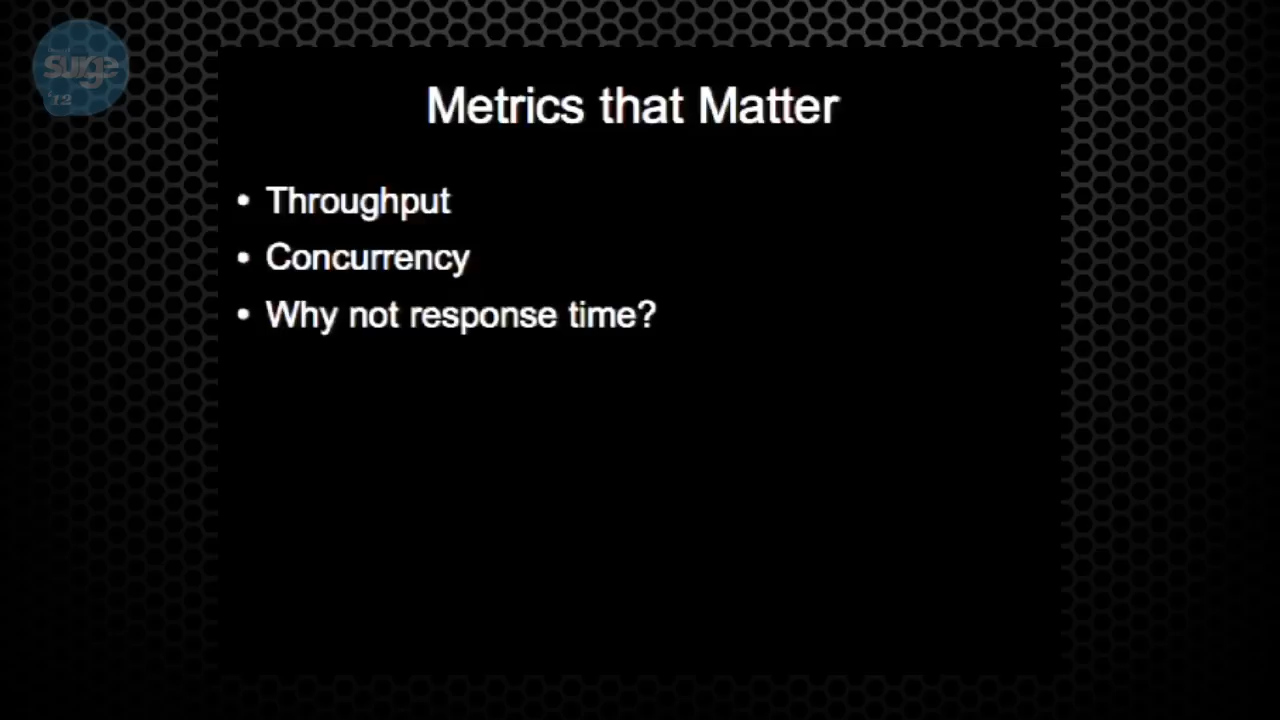 surge
'12
Metrics that Matter
• Throughput
• Concurrency
• Why not response time?